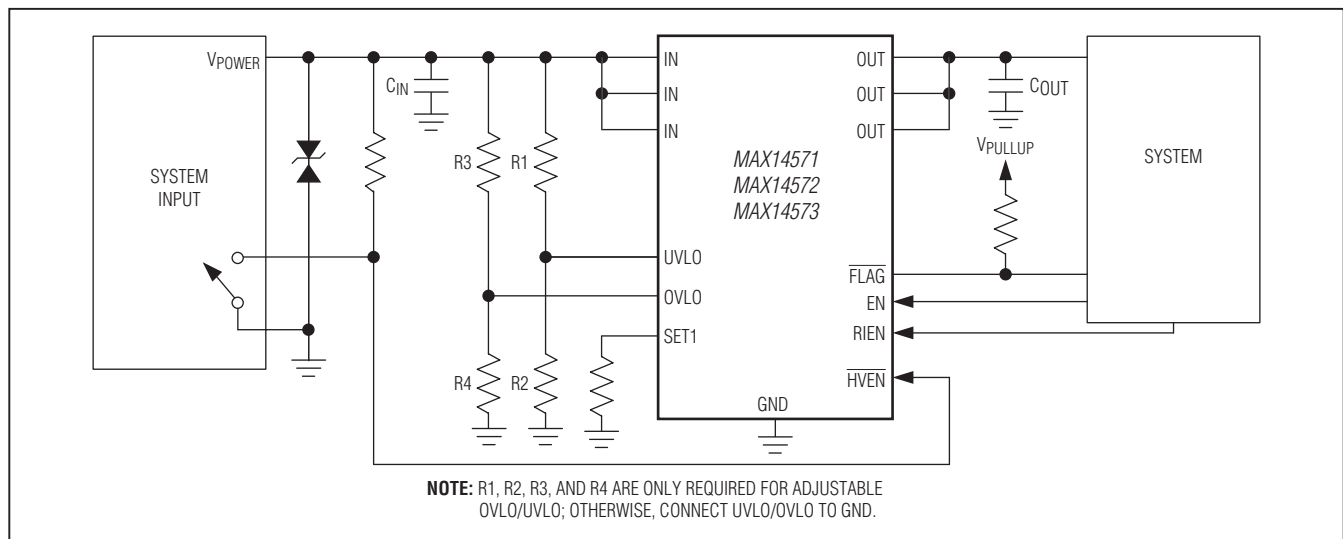 VPOWER
CIN
R3
R1
R4
R2
SYSTEM
INPUT
IN
IN
IN
UVLO
OVLO
SET1
MAX14571
MAX14572
MAX14573
GND
OUT
OUT
OUT
FLAG
EN
RIEN
HVEN
COUT
VPULLUP
SYSTEM
NOTE: R1, R2, R3, AND R4 ARE ONLY REQUIRED FOR ADJUSTABLE
OVLO/UVLO; OTHERWISE, CONNECT UVLO/OVLO TO GND.